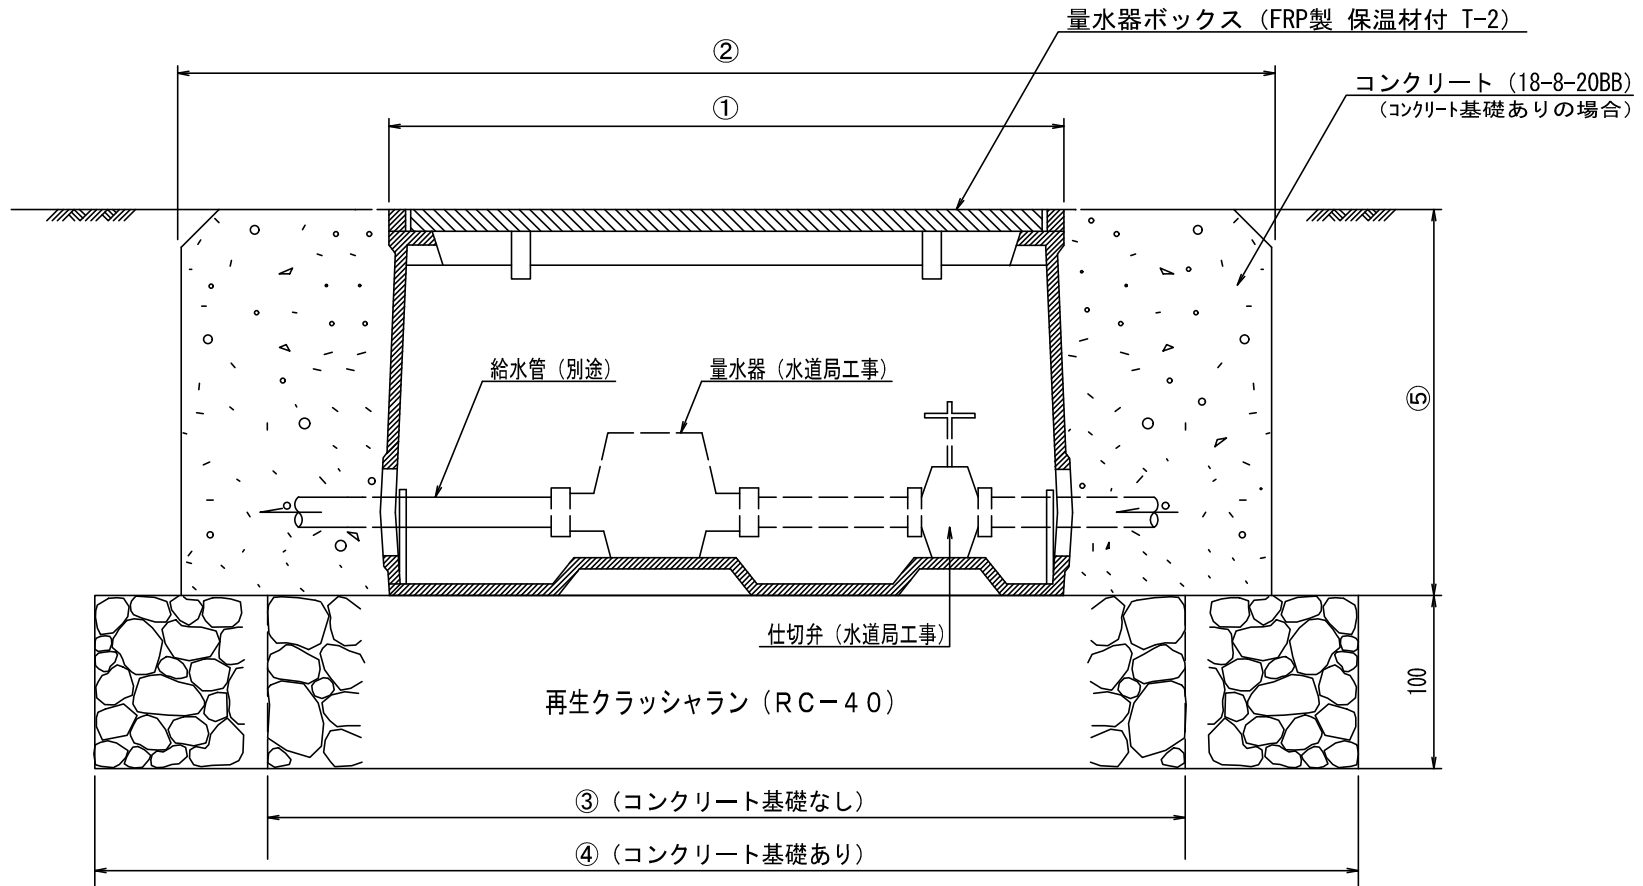 量水器ボックス（FRP製 保温材付 T-2）
②
コンクリート（18-8-20BB）
（コンクリート基礎ありの場合）
①
給水管（別途）
量水器（水道局工事）
⑤
仕切弁（水道局工事）
再生クラッシャラン（ＲＣ－４０）
100
③（コンクリート基礎なし）
④（コンクリート基礎あり）